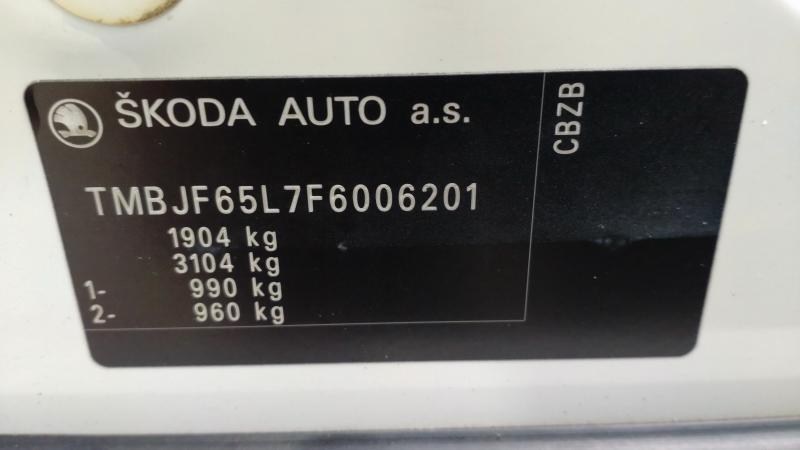 ŠKODA AUTO a.s.
CBZB
TMBJF65L7F6006201
1904 kg
3104 kg
1- 990 kg
2- 960 kg